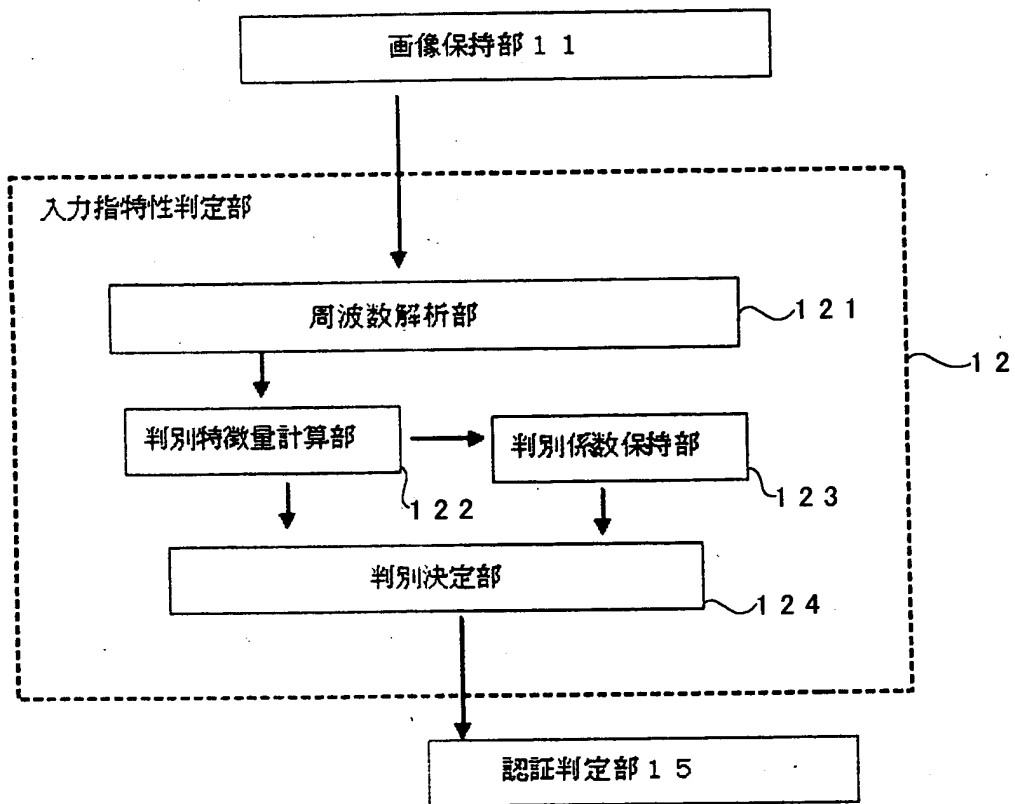 画像保持部１１
入力指特性判定部
周波数解析部
１２１
１２
判別特徴量計算部
判別係数保持部
１２２
１２３
判別決定部
１２４
認証判定部１５